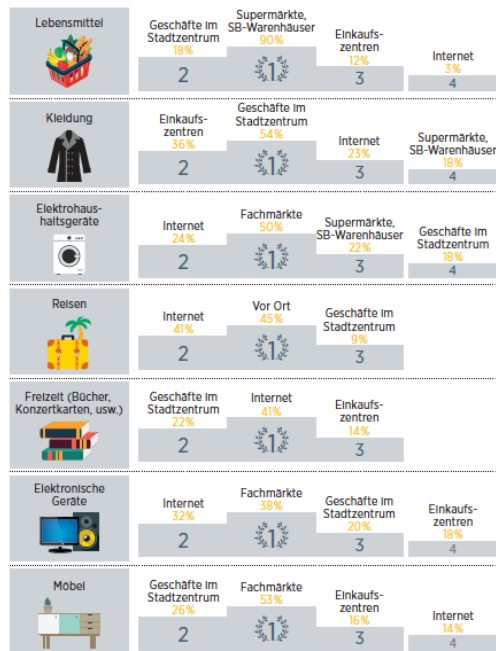 Lebensmittel
Geschäfte im
Stadtzentrum
18%
2
Supermärkte,
SB-Warenhäuser
90%
1
Einkaufs-
zentren
12%
3
Internet
3%
4
Kleidung
Einkaufs-
zentren
36%
2
Geschäfte im
Stadtzentrum
54%
1
Internet
23%
3
Supermärkte,
SB-Warenhäuser
18%
4
Elektrohaus-
haltsgeräte
Internet
24%
2
Fachmärkte
50%
1
Supermärkte,
SB-Warenhäuser
22%
3
Geschäfte im
Stadtzentrum
18%
4
Reisen
Internet
41%
2
Vor Ort
45%
1
Geschäfte im
Stadtzentrum
9%
3
Freizeit (Bücher,
Konzertkarten, usw.)
Geschäfte im
Stadtzentrum
22%
2
Internet
41%
1
Einkaufs-
zentren
14%
3
Elektronische
Geräte
Internet
32%
2
Fachmärkte
38%
1
Geschäfte im
Stadtzentrum
20%
3
Einkaufs-
zentren
18%
4
Möbel
Geschäfte im
Stadtzentrum
26%
2
Fachmärkte
53%
1
Einkaufs-
zentren
16%
3
Internet
14%
4